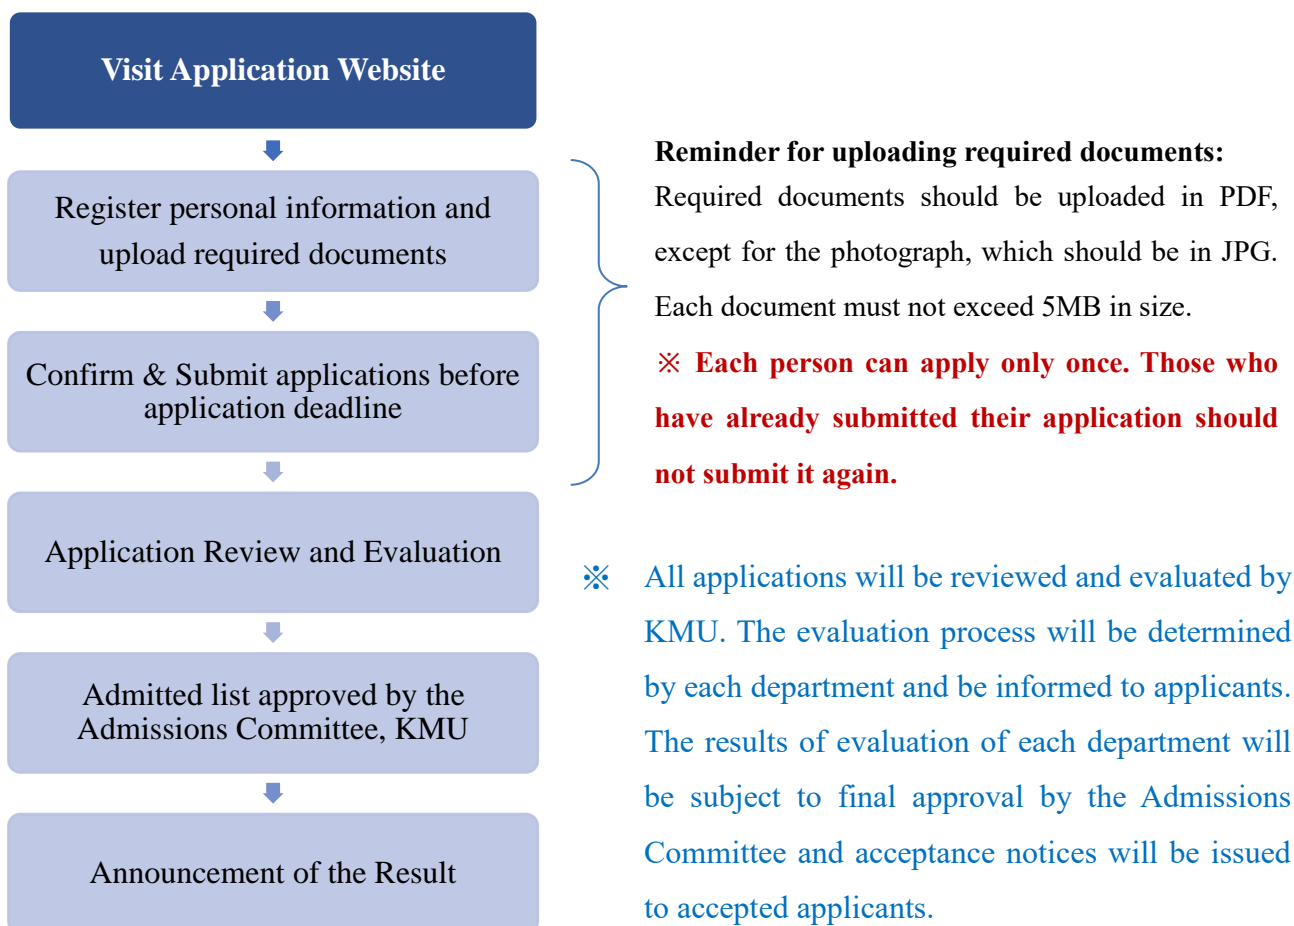 Visit Application Website
Register personal information and
upload required documents
Confirm & Submit applications before
application deadline
Application Review and Evaluation
Admitted list approved by the
Admissions Committee, KMU
Announcement of the Result
Reminder for uploading required documents:
Required documents should be uploaded in PDF,
except for the photograph, which should be in JPG.
Each document must not exceed 5MB in size.
※ Each person can apply only once. Those who
have already submitted their application should
not submit it again.
※ All applications will be reviewed and evaluated by
KMU. The evaluation process will be determined
by each department and be informed to applicants.
The results of evaluation of each department will
be subject to final approval by the Admissions
Committee and acceptance notices will be issued
to accepted applicants.